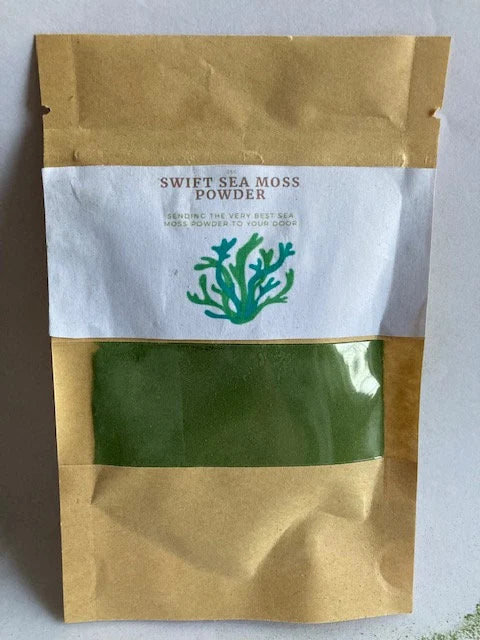 SWIFT SEA MOSS
POWDER
SENDING THE VERY BEST SEA
MOSS POWDER TO YOUR DOOR